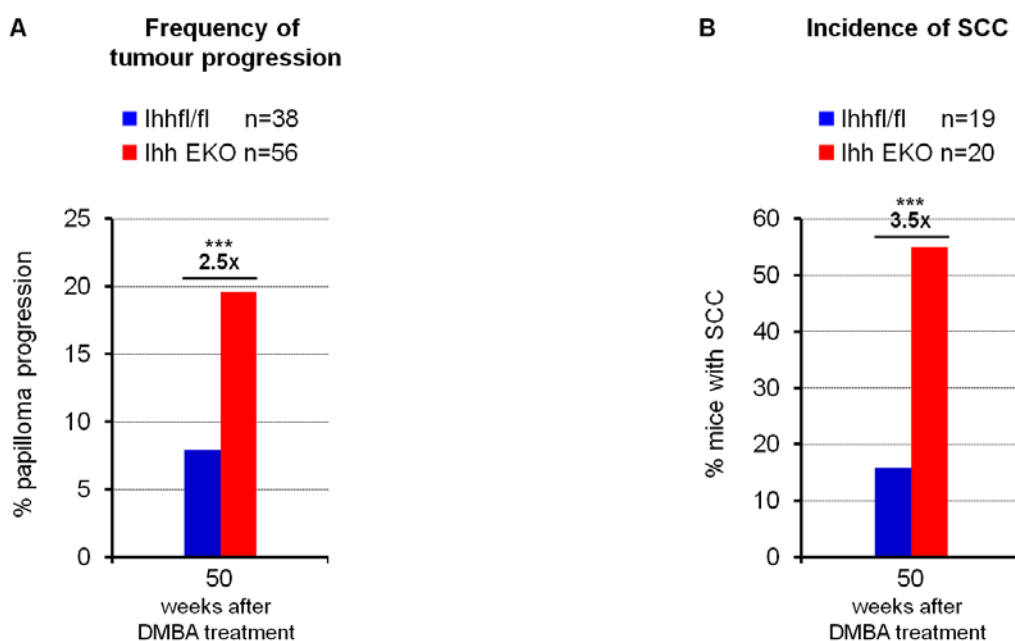 A
Frequency of
tumour progression
Ihhfl/fl n=38
Ihh EKO n=56
% papilloma progression
25
20
15
10
5
0
***
2.5x
50
weeks after
DMBA treatment
B
Incidence of SCC
Ihhfl/fl n=19
Ihh EKO n=20
% mice with SCC
60
50
40
30
20
10
0
***
3.5x
50
weeks after
DMBA treatment